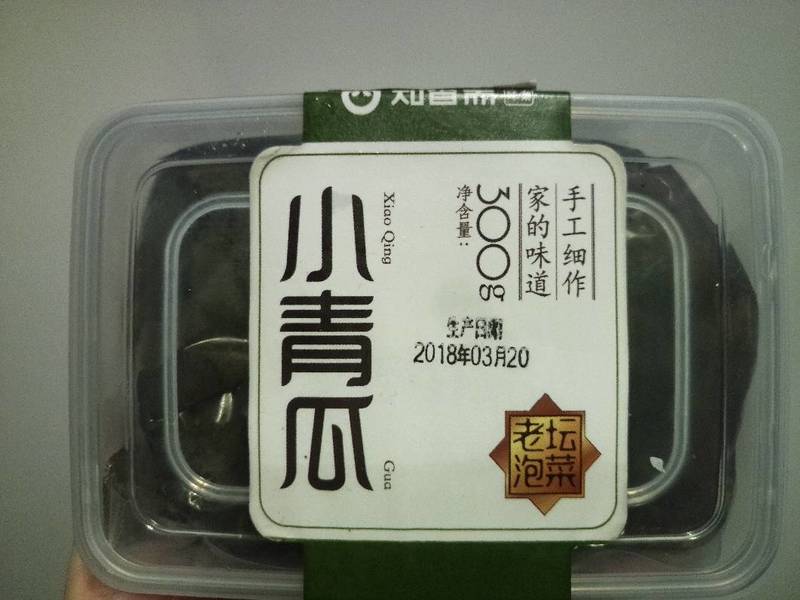 手工细作
家的味道
净含量:
300g
小青瓜
Xiao Qing Gua
生产日期
2018年03月20
老坛
泡菜